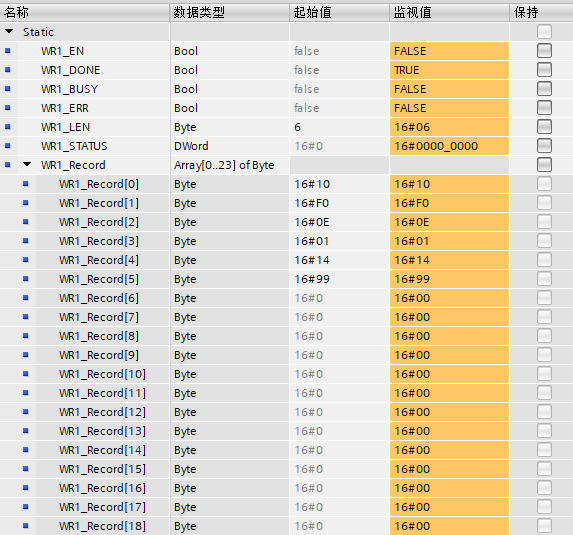 名称 数据类型 起始值 监视值 保持
Static
WR1_EN Bool false FALSE
WR1_DONE Bool false TRUE
WR1_BUSY Bool false FALSE
WR1_ERR Bool false FALSE
WR1_LEN Byte 6 16#06
WR1_STATUS DWord 16#0 16#0000_0000
WR1_Record Array[0..23] of Byte
WR1_Record[0] Byte 16#10 16#10
WR1_Record[1] Byte 16#F0 16#F0
WR1_Record[2] Byte 16#0E 16#0E
WR1_Record[3] Byte 16#01 16#01
WR1_Record[4] Byte 16#14 16#14
WR1_Record[5] Byte 16#99 16#99
WR1_Record[6] Byte 16#0 16#00
WR1_Record[7] Byte 16#0 16#00
WR1_Record[8] Byte 16#0 16#00
WR1_Record[9] Byte 16#0 16#00
WR1_Record[10] Byte 16#0 16#00
WR1_Record[11] Byte 16#0 16#00
WR1_Record[12] Byte 16#0 16#00
WR1_Record[13] Byte 16#0 16#00
WR1_Record[14] Byte 16#0 16#00
WR1_Record[15] Byte 16#0 16#00
WR1_Record[16] Byte 16#0 16#00
WR1_Record[17] Byte 16#0 16#00
WR1_Record[18] Byte 16#0 16#00